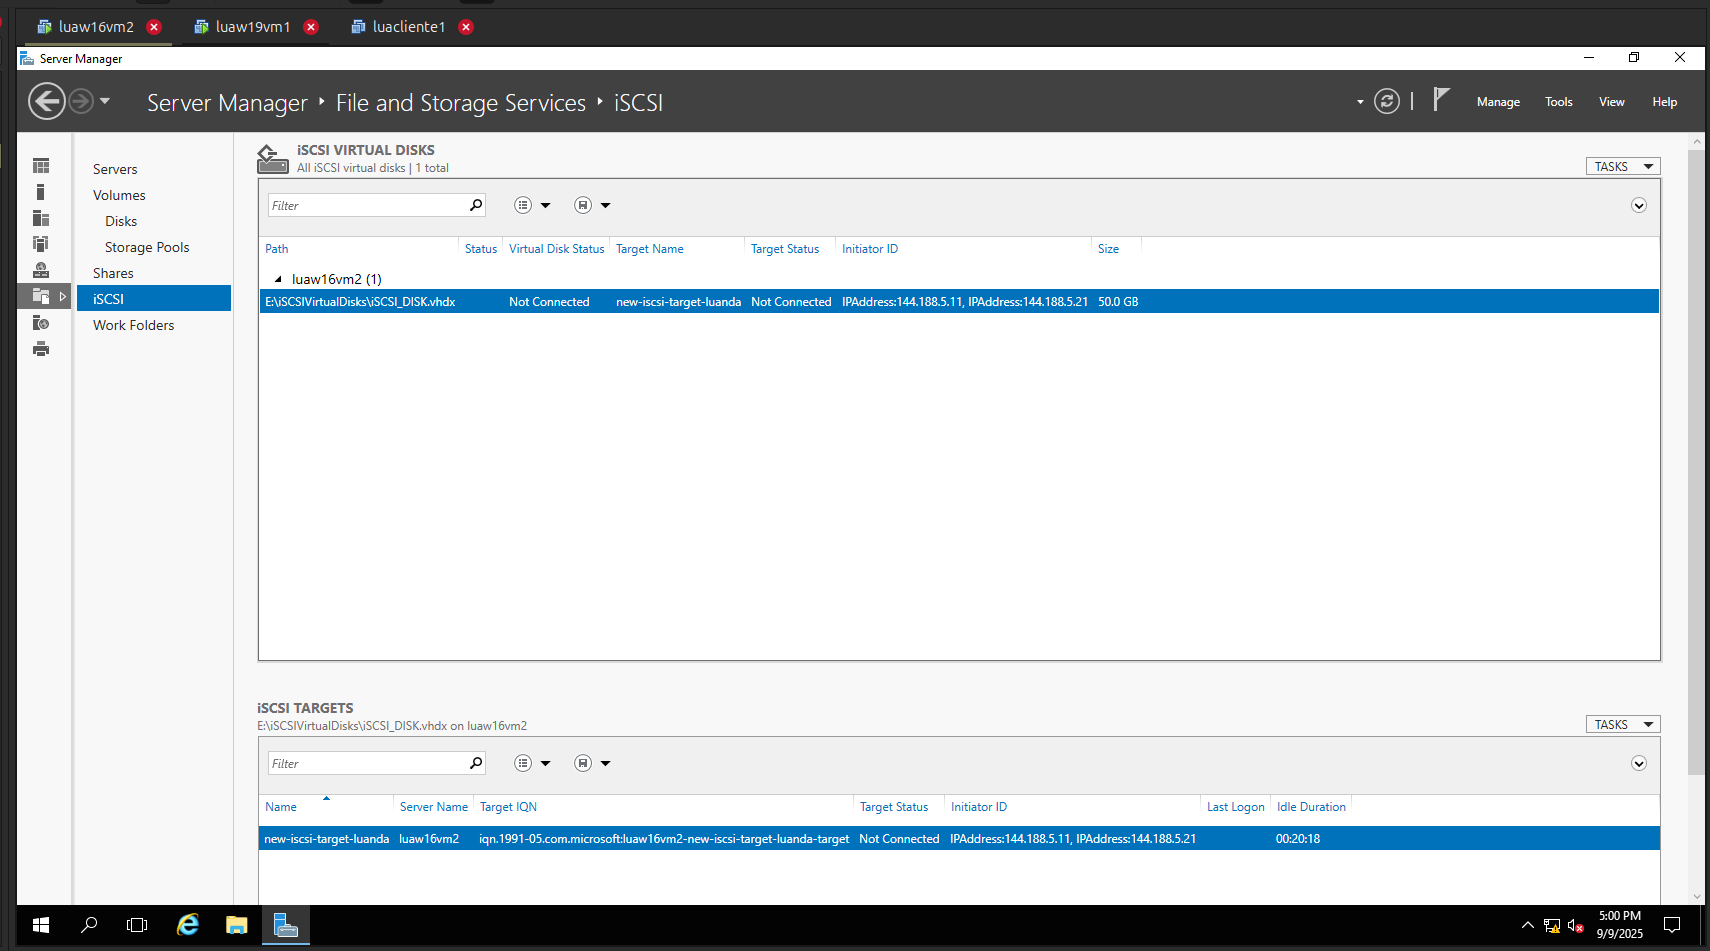 luaw16vm2 luaw19vm1 luacliente1
Server Manager
Server Manager File and Storage Services iSCSI Manage Tools View Help
Servers
Volumes
Disks
Storage Pools
Shares
iSCSI
Work Folders
iSCSI VIRTUAL DISKS
All iSCSI virtual disks | 1 total
TASKS
Filter
Path Status Virtual Disk Status Target Name Target Status Initiator ID Size
luaw16vm2 (1)
E:\iSCSIVirtualDisks\iSCSI_DISK.vhdx Not Connected new-iscsi-target-luanda Not Connected IPAddress:144.188.5.11, IPAddress:144.188.5.21 50.0 GB
iSCSI TARGETS
E:\iSCSIVirtualDisks\iSCSI_DISK.vhdx on luaw16vm2
TASKS
Filter
Name Server Name Target IQN Target Status Initiator ID Last Logon Idle Duration
new-iscsi-target-luanda luaw16vm2 iqn.1991-05.com.microsoft:luaw16vm2-new-iscsi-target-luanda-target Not Connected IPAddress:144.188.5.11, IPAddress:144.188.5.21 00:20:18
5:00 PM
9/9/2025